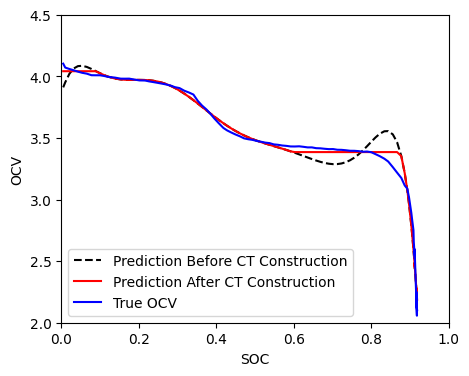 4.5
4.0
3.5
3.0
2.5
2.0
OCV
Prediction Before CT Construction
Prediction After CT Construction
True OCV
0.0 0.2 0.4 0.6 0.8 1.0
SOC